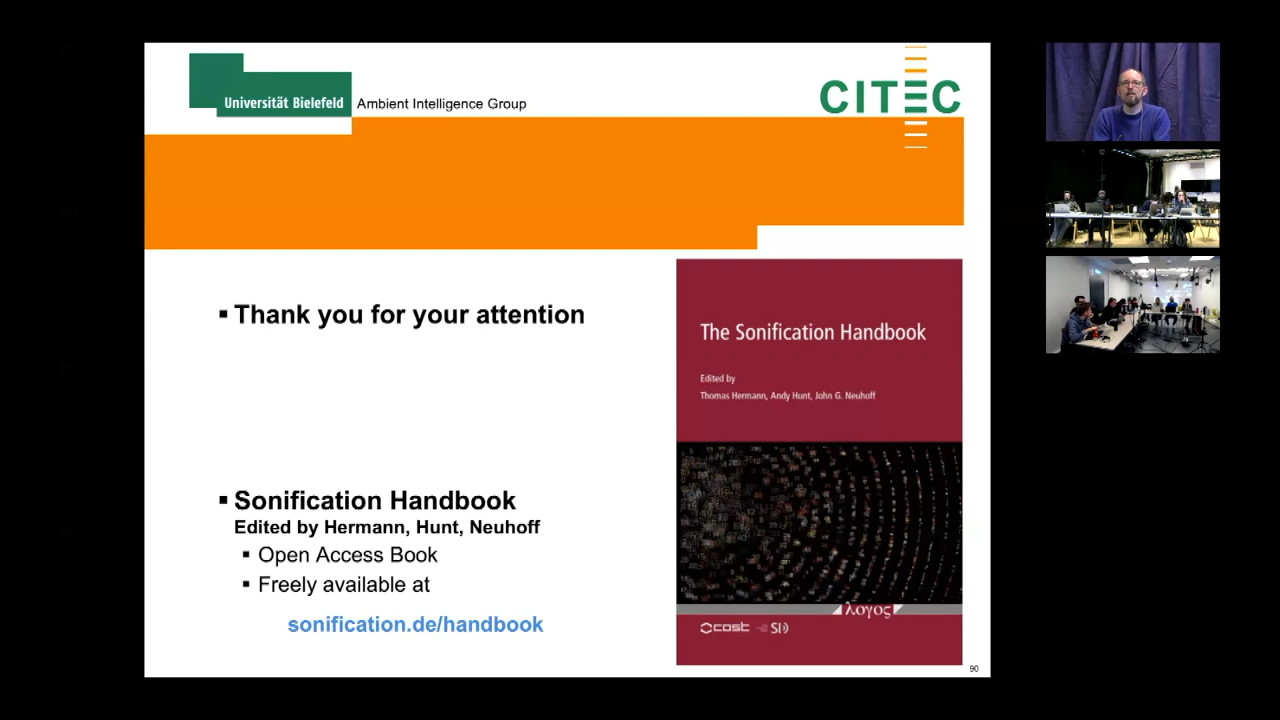 Universität Bielefeld
Ambient Intelligence Group
CITEC
Thank you for your attention
Sonification Handbook
Edited by Hermann, Hunt, Neuhoff
Open Access Book
Freely available at
sonification.de/handbook
The Sonification Handbook
Edited by
Thomas Hermann, Andy Hunt, John G. Neuhoff
λογος
cost
SID
90